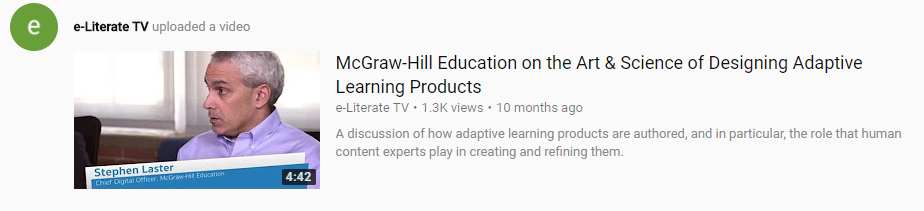 e
e-Literate TV uploaded a video
McGraw-Hill Education on the Art & Science of Designing Adaptive
Learning Products
e-Literate TV • 1.3K views • 10 months ago
A discussion of how adaptive learning products are authored, and in particular, the role that human
content experts play in creating and refining them.
Stephen Laster
Chief Digital Officer, McGraw-Hill Education
4:42